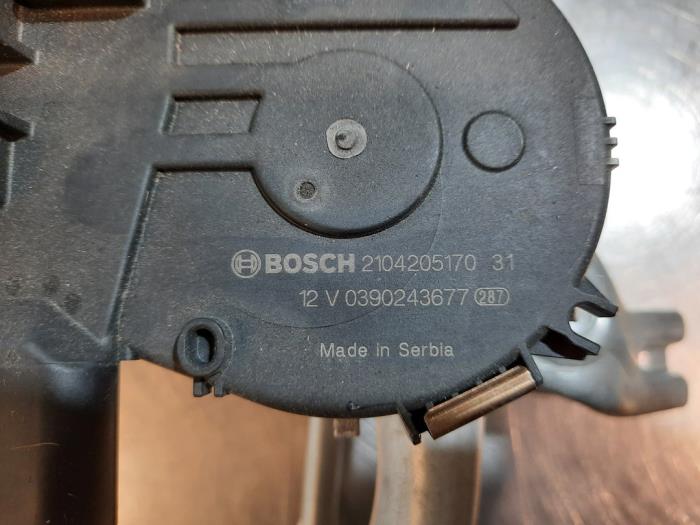 BOSCH 2104205170 31
12 V 0390243677 287
Made in Serbia